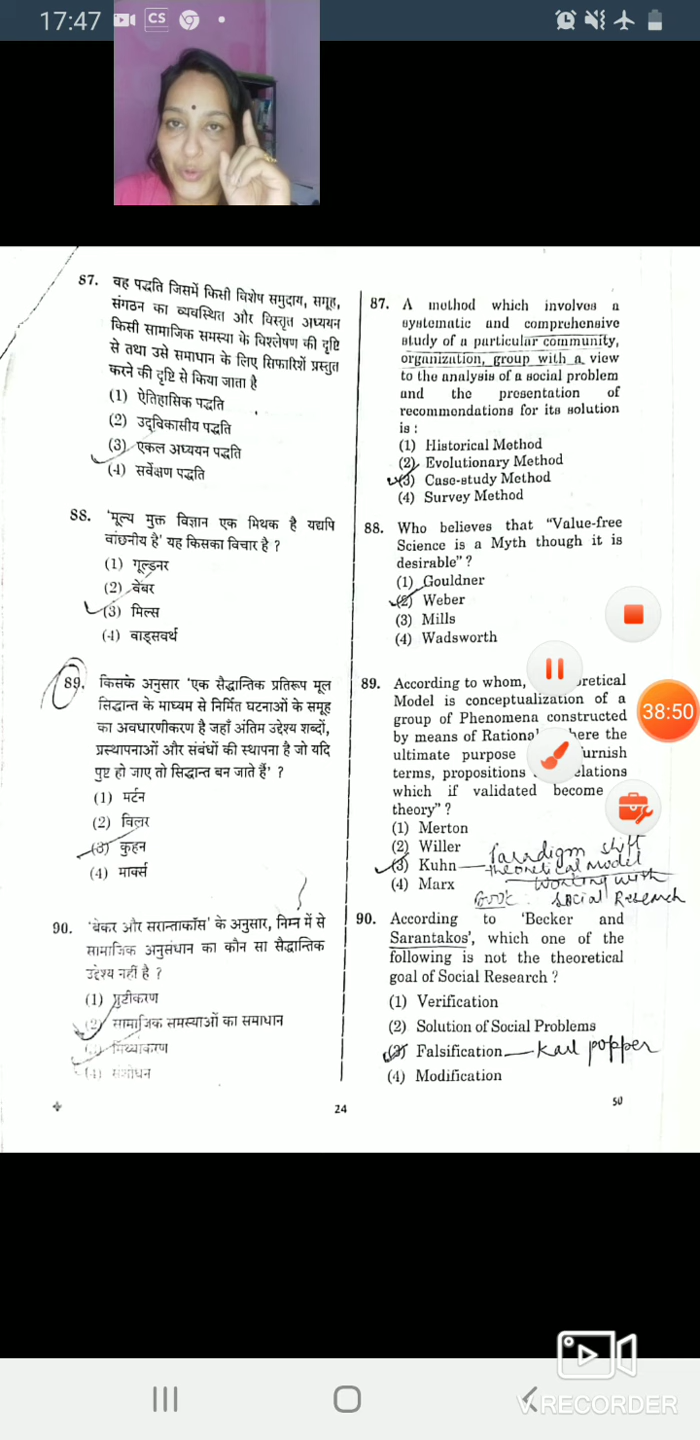 17:47
CS
87. वह पद्धति जिसमें किसी विशेष समुदाय, समूह,
संगठन का व्यवस्थित और विस्तृत अध्ययन
किसी सामाजिक समस्या के विश्लेषण की दृष्टि
से तथा उसे समाधान के लिए सिफारिशें प्रस्तुत
करने की दृष्टि से किया जाता है
(1) ऐतिहासिक पद्धति
(2) उद्विकासीय पद्धति
(3) एकल अध्ययन पद्धति
(4) सर्वेक्षण पद्धति
88. 'मूल्य मुक्त विज्ञान एक मिथक है यद्यपि
वांछनीय है' यह किसका विचार है ?
(1) गूल्डनर
(2) वेबर
(3) मिल्स
(4) वाड्सवर्थ
89. किसके अनुसार 'एक सैद्धान्तिक प्रतिरूप मूल
सिद्धान्त के माध्यम से निर्मित घटनाओं के समूह
का अवधारणीकरण है जहाँ अंतिम उद्देश्य शब्दों,
प्रस्थापनाओं और संबंधों की स्थापना है जो यदि
पुष्ट हो जाए तो सिद्धान्त बन जाते हैं' ?
(1) मर्टन
(2) विलर
(3) कुहन
(4) मार्क्स
90. 'बेकर और सरान्ताकॉस' के अनुसार, निम्न में से
सामाजिक अनुसंधान का कौन सा सैद्धान्तिक
उद्देश्य नहीं है ?
(1) पुष्टीकरण
(2) सामाजिक समस्याओं का समाधान
मिथ्याकरण
(4) संशोधन
87. A method which involves a
systematic and comprehensive
study of a particular community,
organization, group with a view
to the analysis of a social problem
and the presentation of
recommendations for its solution
is :
(1) Historical Method
(2) Evolutionary Method
(3) Case-study Method
(4) Survey Method
88. Who believes that "Value-free
Science is a Myth though it is
desirable" ?
(1) Gouldner
(2) Weber
(3) Mills
(4) Wadsworth
89. According to whom, retical
Model is conceptualization of a
group of Phenomena constructed
by means of Rational here the
ultimate purpose furnish
terms, propositions elations
which if validated become
theory" ?
(1) Merton
(2) Willer
(3) Kuhn
(4) Marx
Paradigm shift
theoretical model
working with
Book: Social Research
90. According to 'Becker and
Sarantakos', which one of the
following is not the theoretical
goal of Social Research ?
(1) Verification
(2) Solution of Social Problems
(3) Falsification — Karl popper
(4) Modification
24
50
38:50
V RECORDER